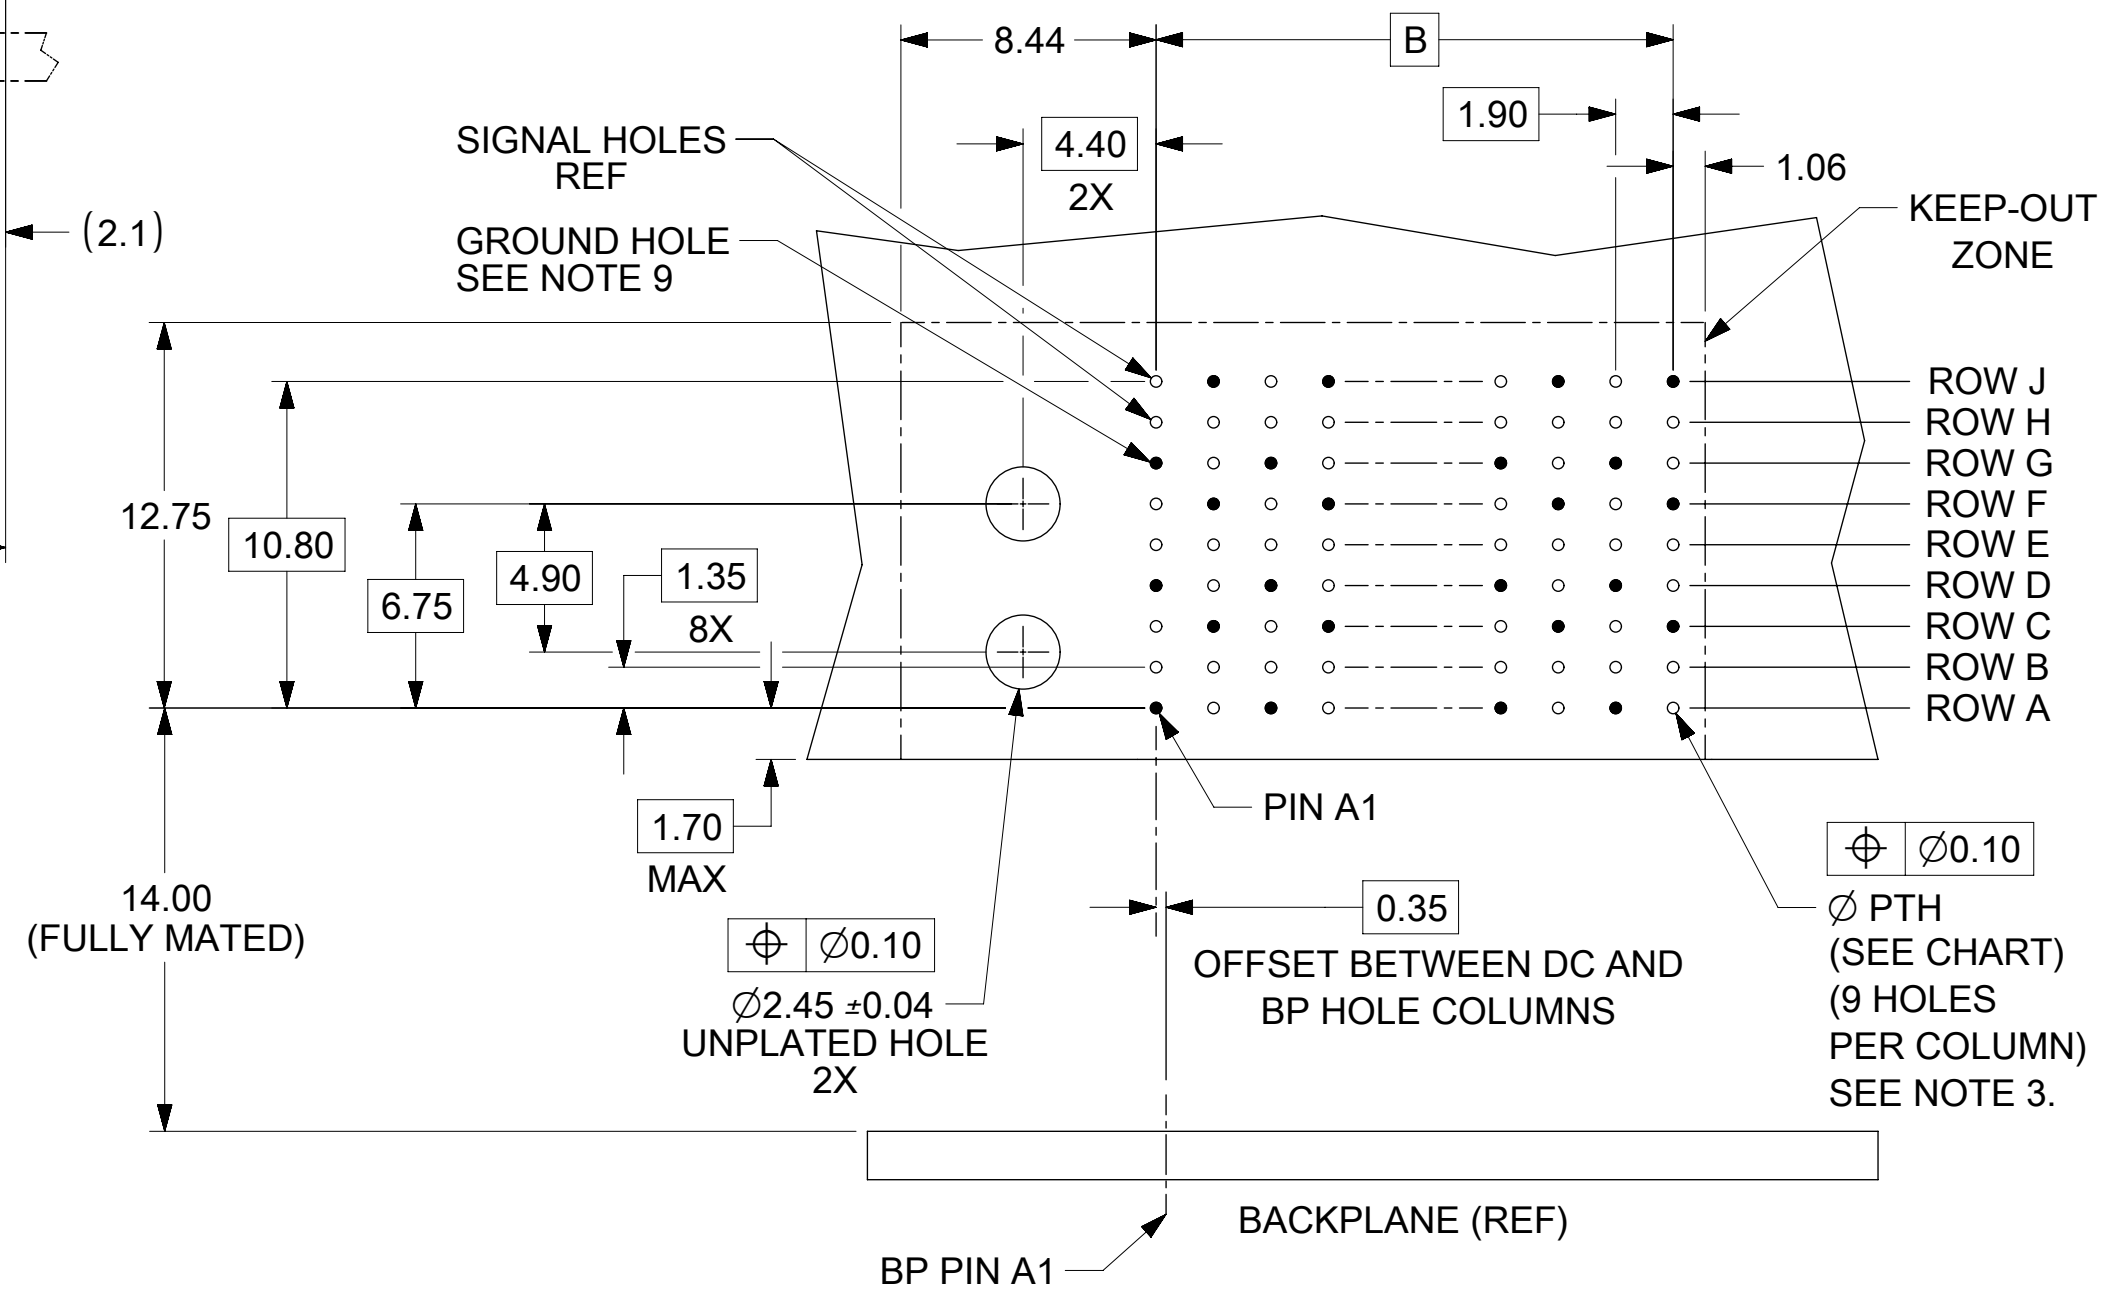 8.44
B
1.90
SIGNAL HOLES
REF
4.40
2X
1.06
(2.1)
GROUND HOLE
SEE NOTE 9
KEEP-OUT
ZONE
ROW J
ROW H
ROW G
ROW F
ROW E
ROW D
ROW C
ROW B
ROW A
12.75
10.80
6.75
4.90
1.35
8X
1.70
MAX
PIN A1
14.00
(FULLY MATED)
⌖ Ø0.10
Ø2.45 ±0.04
UNPLATED HOLE
2X
0.35
OFFSET BETWEEN DC AND
BP HOLE COLUMNS
⌖ Ø0.10
Ø PTH
(SEE CHART)
(9 HOLES
PER COLUMN)
SEE NOTE 3.
BACKPLANE (REF)
BP PIN A1